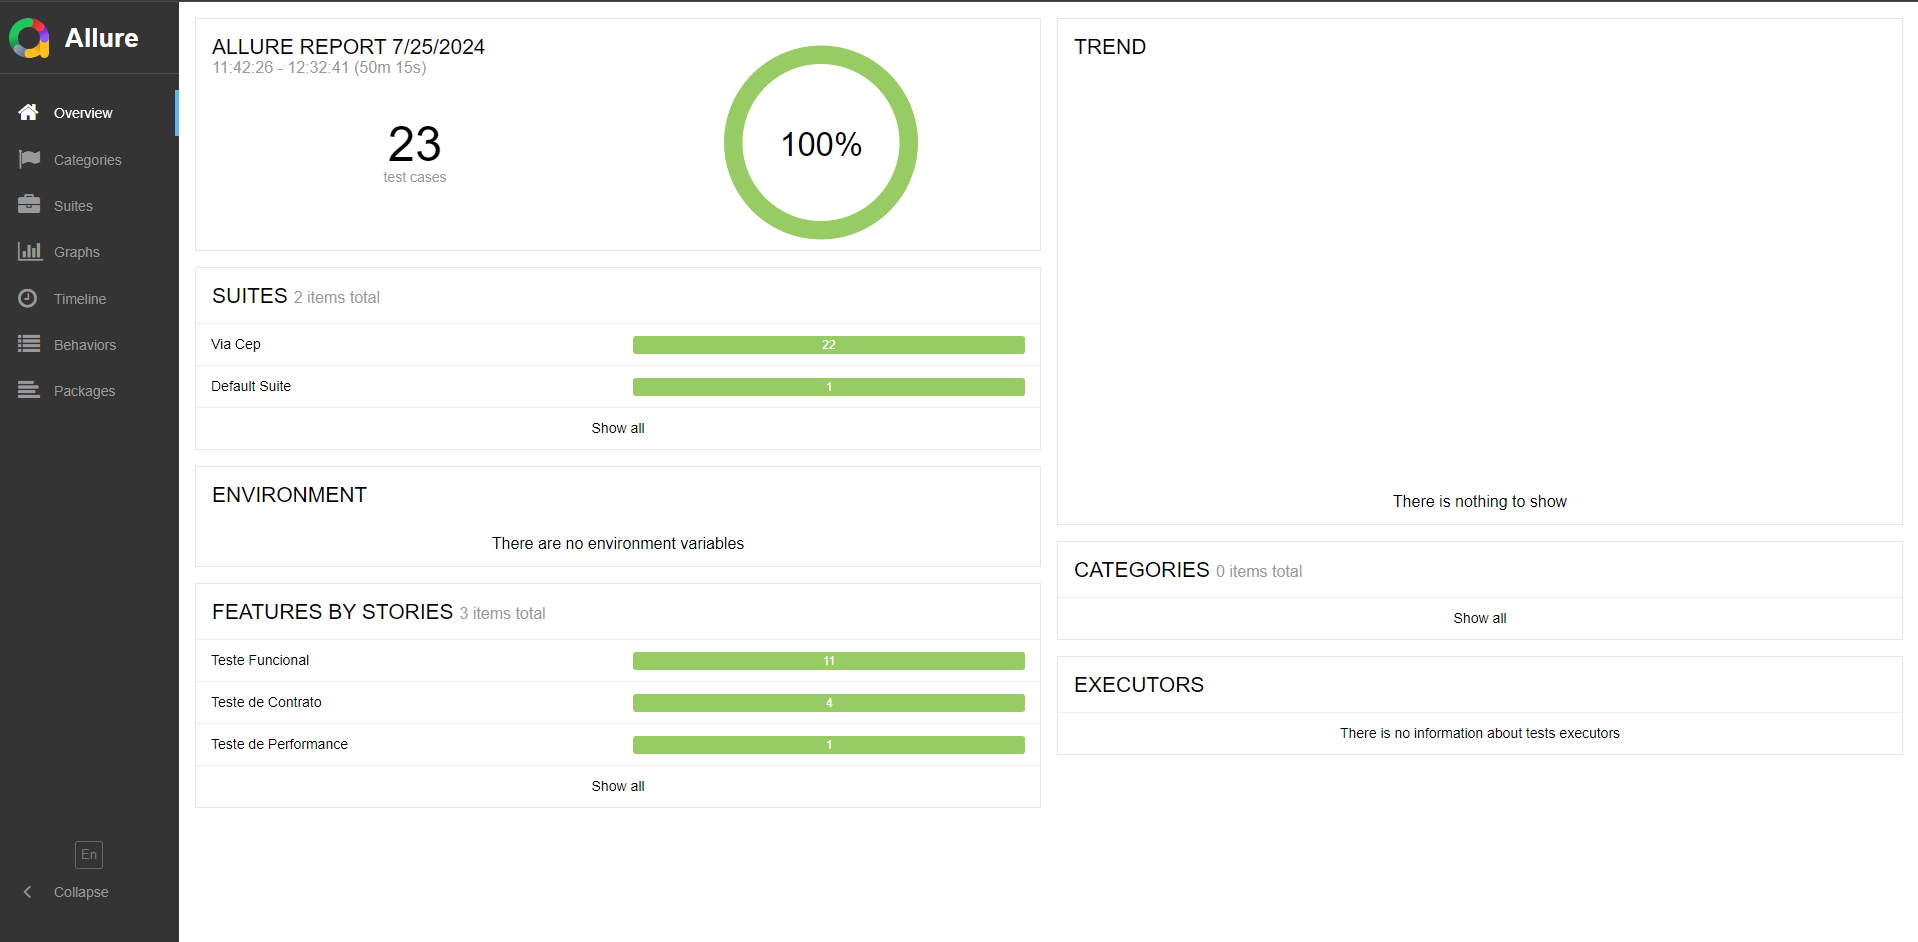 Allure
Overview
Categories
Suites
Graphs
Timeline
Behaviors
Packages
En
Collapse
ALLURE REPORT 7/25/2024
11:42:26 - 12:32:41 (50m 15s)
23
test cases
100%
SUITES 2 items total
Via Cep 22
Default Suite 1
Show all
ENVIRONMENT
There are no environment variables
FEATURES BY STORIES 3 items total
Teste Funcional 11
Teste de Contrato 4
Teste de Performance 1
Show all
TREND
There is nothing to show
CATEGORIES 0 items total
Show all
EXECUTORS
There is no information about tests executors